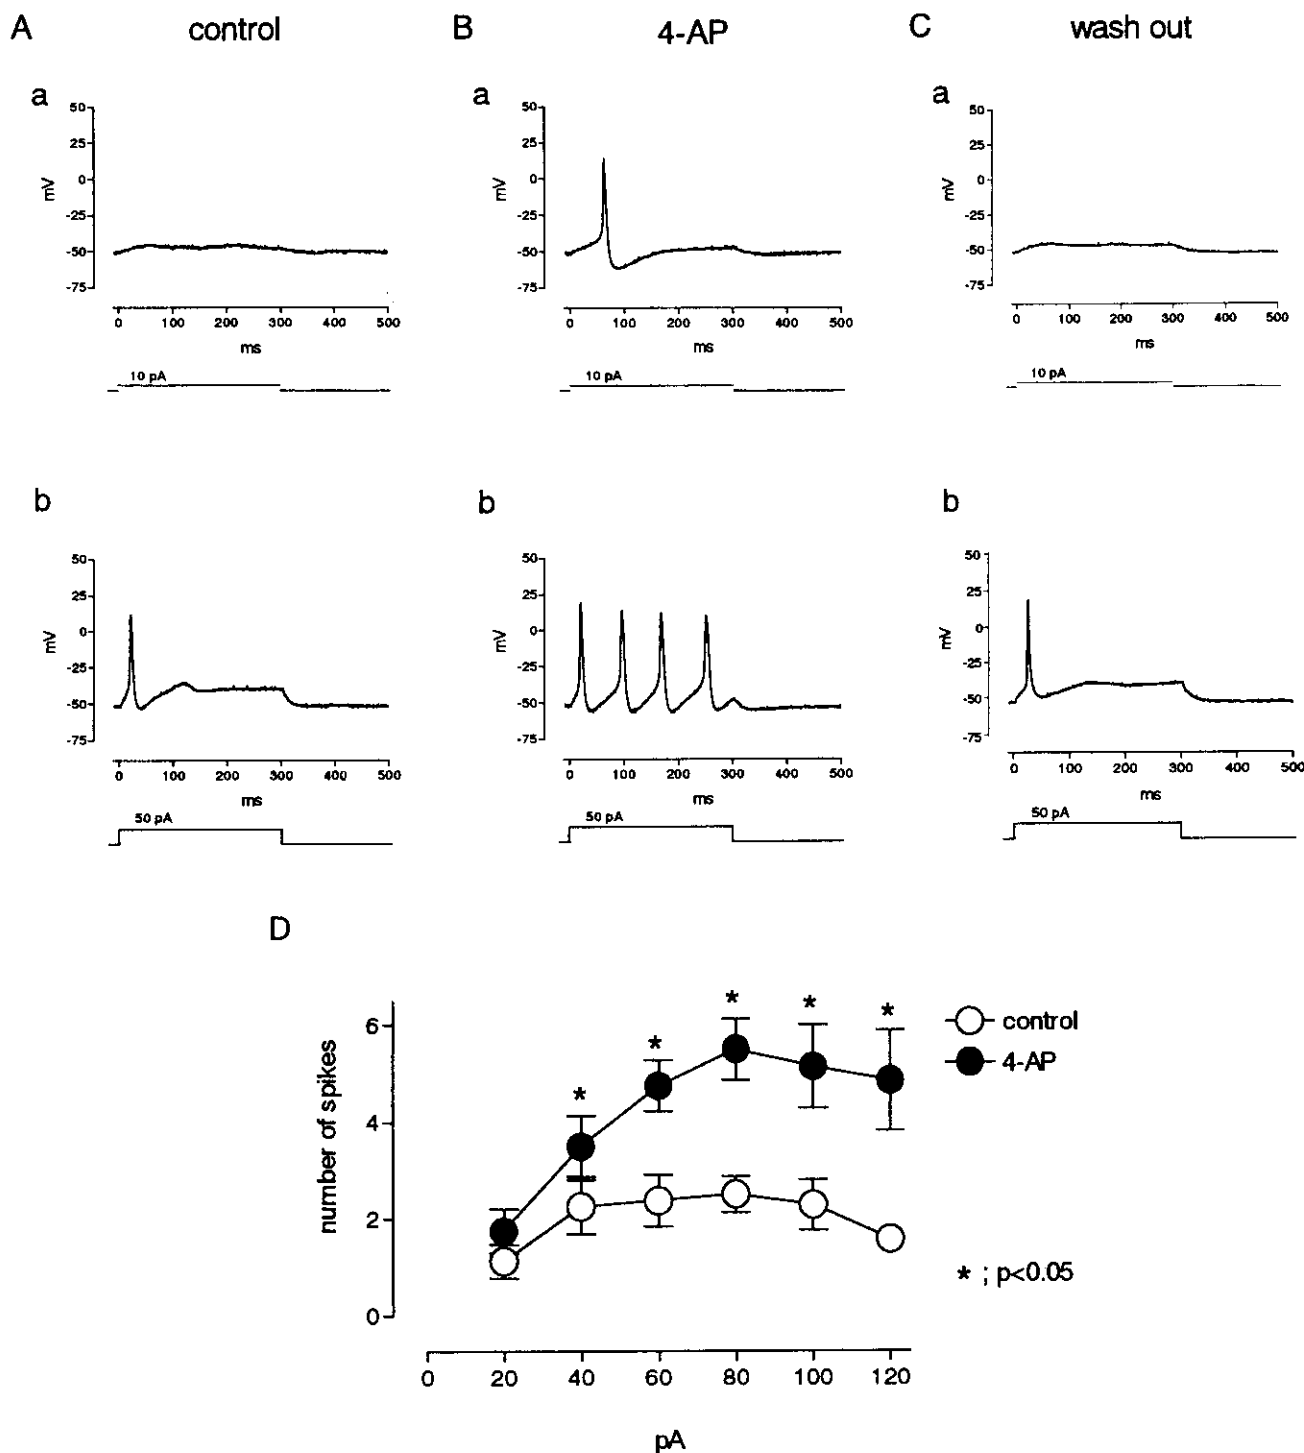 A control B 4-AP C wash out
a a a
50 50 50
25 25 25
0 0 0
-25 -25 -25
-50 -50 -50
-75 -75 -75
mV mV mV
0 100 200 300 400 500 0 100 200 300 400 500 0 100 200 300 400 500
ms ms ms
10 pA 10 pA 10 pA
b b b
50 50 50
25 25 25
0 0 0
-25 -25 -25
-50 -50 -50
-75 -75 -75
mV mV mV
0 100 200 300 400 500 0 100 200 300 400 500 0 100 200 300 400 500
ms ms ms
50 pA 50 pA 50 pA
D
* * * * *
6
4
2
0
number of spikes
control
4-AP
* ; p<0.05
0 20 40 60 80 100 120
pA